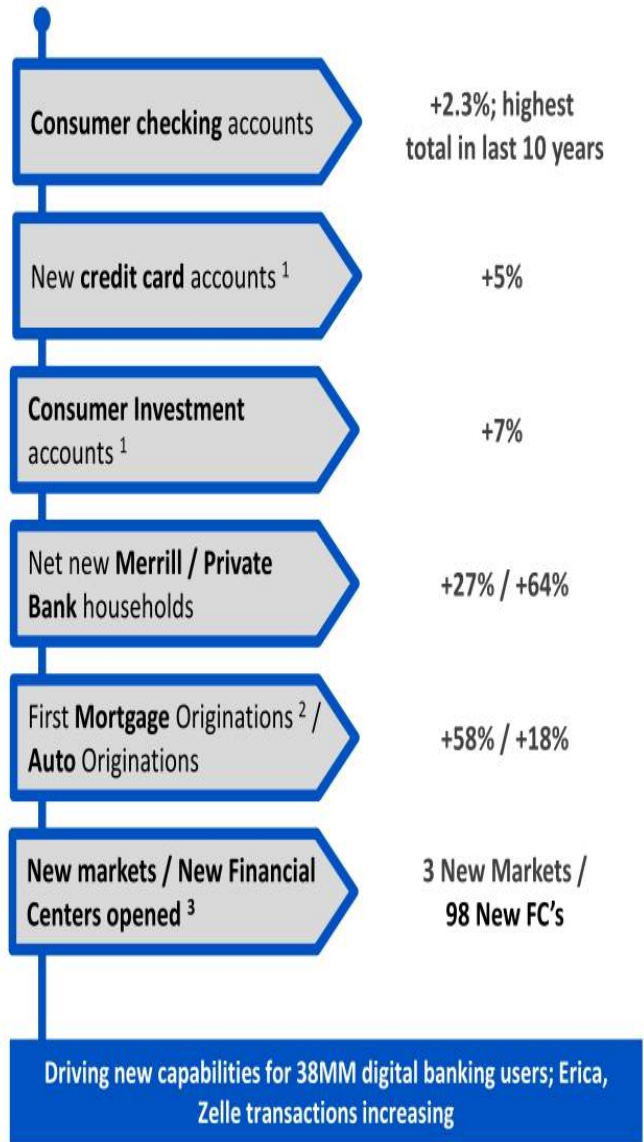 Consumer checking accounts
+2.3%; highest
total in last 10 years
New credit card accounts 1
+5%
Consumer Investment
accounts 1
+7%
Net new Merrill / Private
Bank households
+27% / +64%
First Mortgage Originations 2 /
Auto Originations
+58% / +18%
New markets / New Financial
Centers opened 3
3 New Markets /
98 New FC's
Driving new capabilities for 38MM digital banking users; Erica,
Zelle transactions increasing